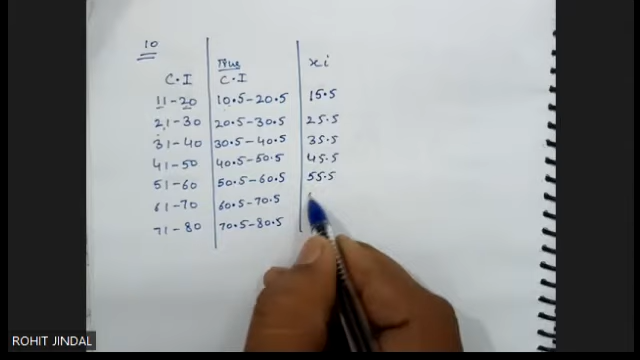 10
C.I | True C.I | xi
11-20 | 10.5-20.5 | 15.5
21-30 | 20.5-30.5 | 25.5
31-40 | 30.5-40.5 | 35.5
41-50 | 40.5-50.5 | 45.5
51-60 | 50.5-60.5 | 55.5
61-70 | 60.5-70.5
71-80 | 70.5-80.5
ROHIT JINDAL